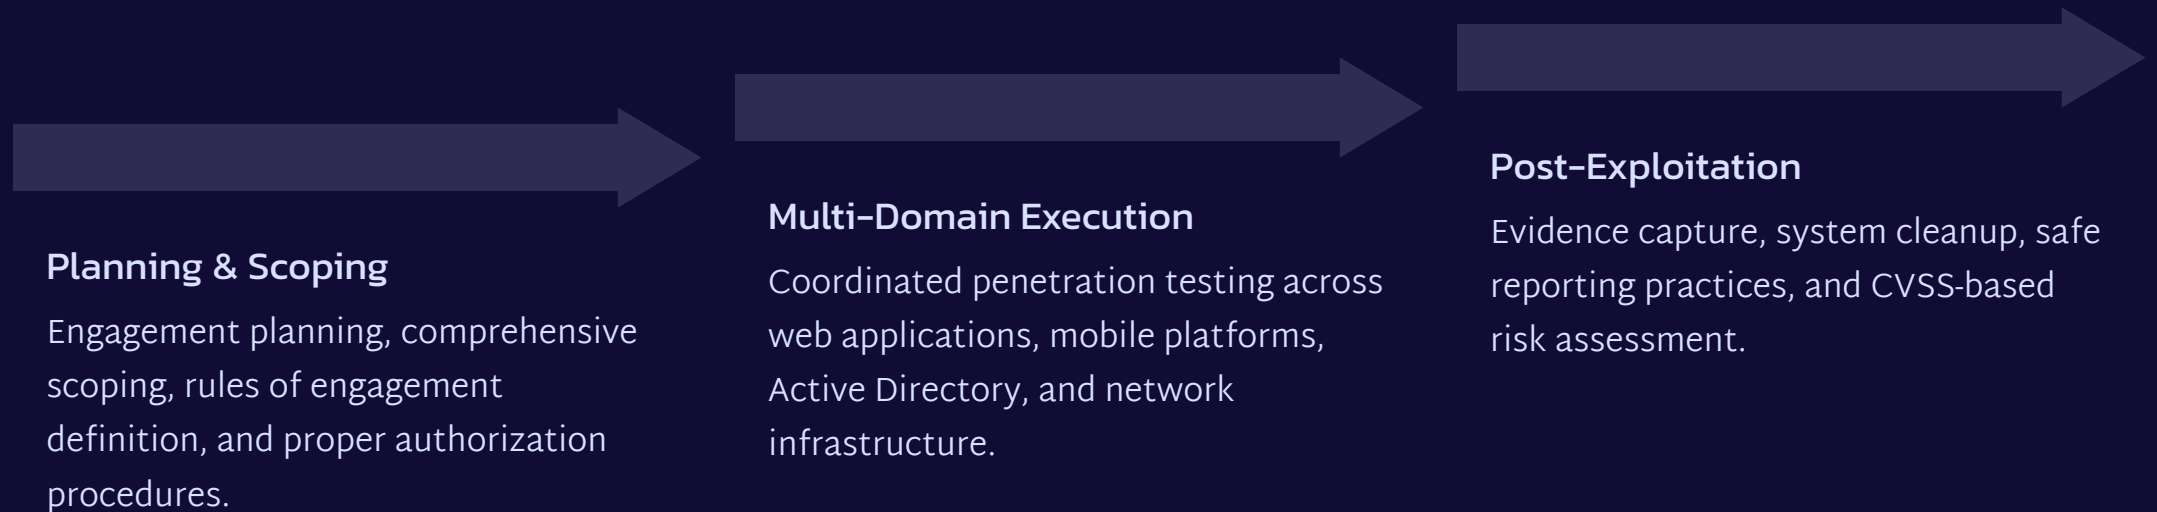 Planning & Scoping
Engagement planning, comprehensive
scoping, rules of engagement
definition, and proper authorization
procedures.
Multi-Domain Execution
Coordinated penetration testing across
web applications, mobile platforms,
Active Directory, and network
infrastructure.
Post-Exploitation
Evidence capture, system cleanup, safe
reporting practices, and CVSS-based
risk assessment.